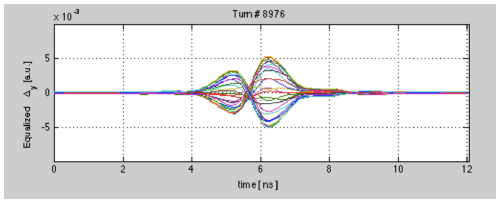 x 10 -3
Turn # 8976
5
0
-5
Equalized Δy [a.u.]
0 2 4 6 8 10 12
time [ns]